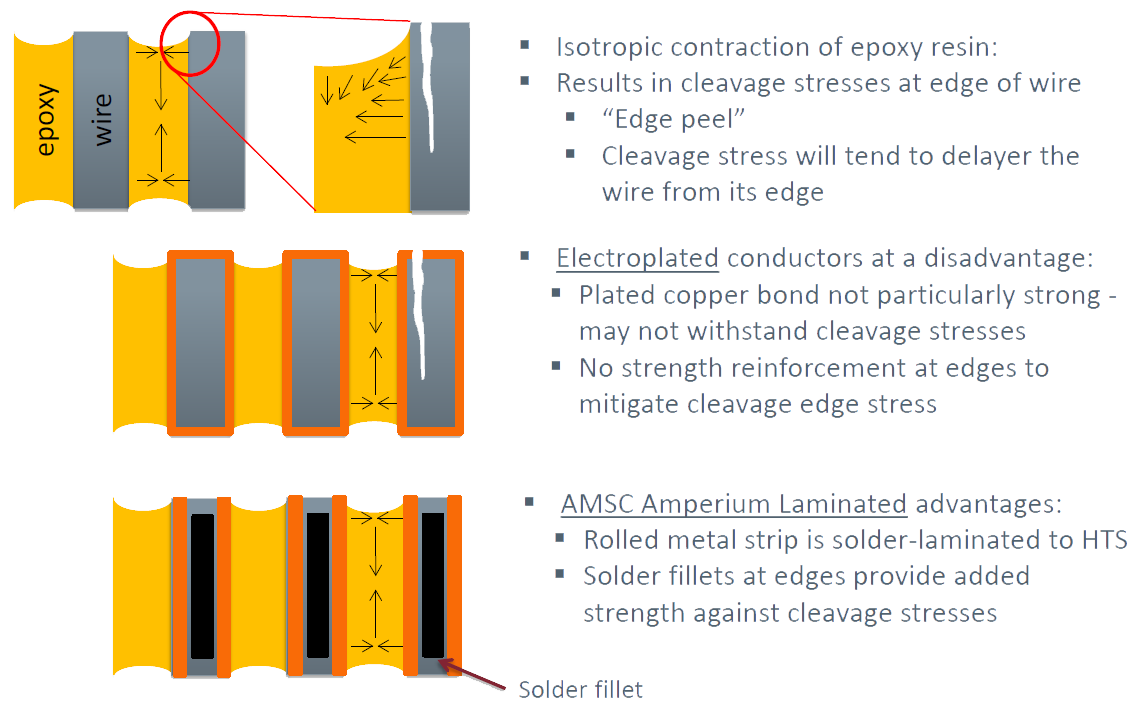 epoxy
wire
▪ Isotropic contraction of epoxy resin:
▪ Results in cleavage stresses at edge of wire
▪ “Edge peel”
▪ Cleavage stress will tend to delayer the
wire from its edge
▪ Electroplated conductors at a disadvantage:
▪ Plated copper bond not particularly strong -
may not withstand cleavage stresses
▪ No strength reinforcement at edges to
mitigate cleavage edge stress
▪ AMSC Amperium Laminated advantages:
▪ Rolled metal strip is solder-laminated to HTS
▪ Solder fillets at edges provide added
strength against cleavage stresses
Solder fillet